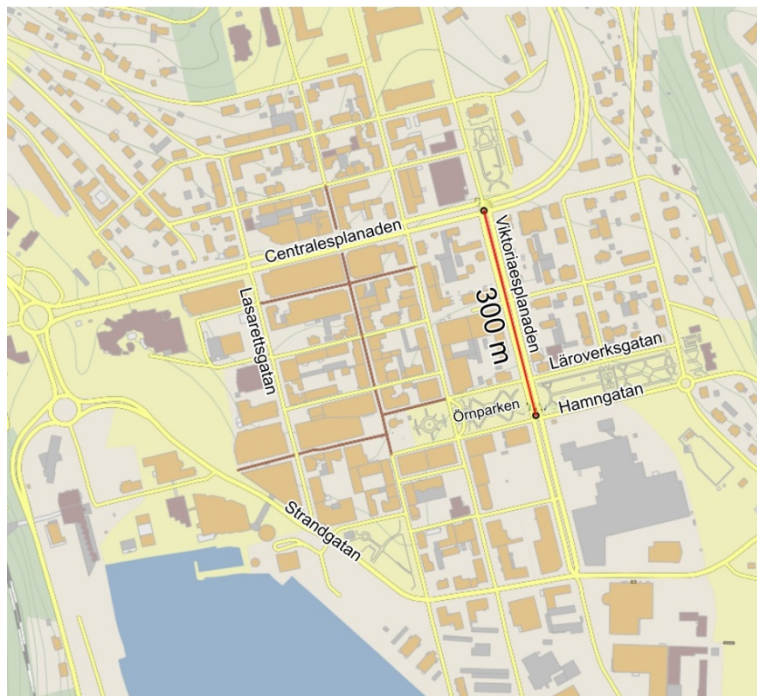 Centralesplanaden
Viktoriaesplanaden
Lasarettsgatan
300 m
Läroverksgatan
Örnparken
Hamngatan
Strandgatan